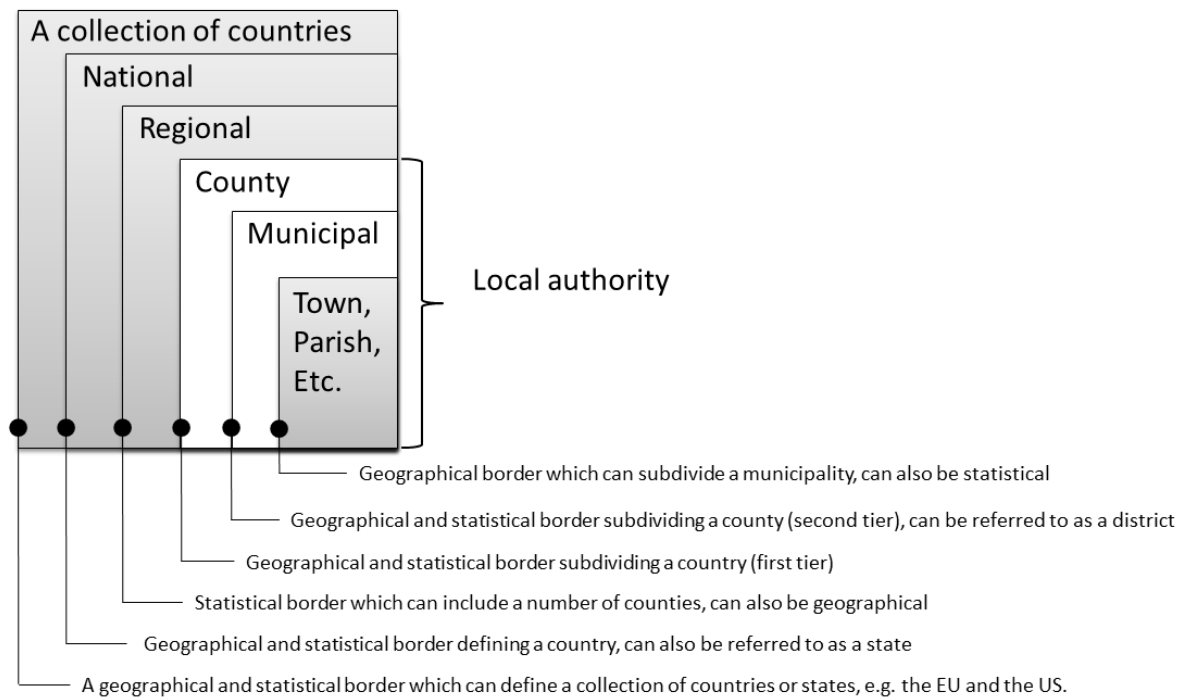 A collection of countries
National
Regional
County
Municipal
Town,
Parish,
Etc.
Local authority
Geographical border which can subdivide a municipality, can also be statistical
Geographical and statistical border subdividing a county (second tier), can be referred to as a district
Geographical and statistical border subdividing a country (first tier)
Statistical border which can include a number of counties, can also be geographical
Geographical and statistical border defining a country, can also be referred to as a state
A geographical and statistical border which can define a collection of countries or states, e.g. the EU and the US.